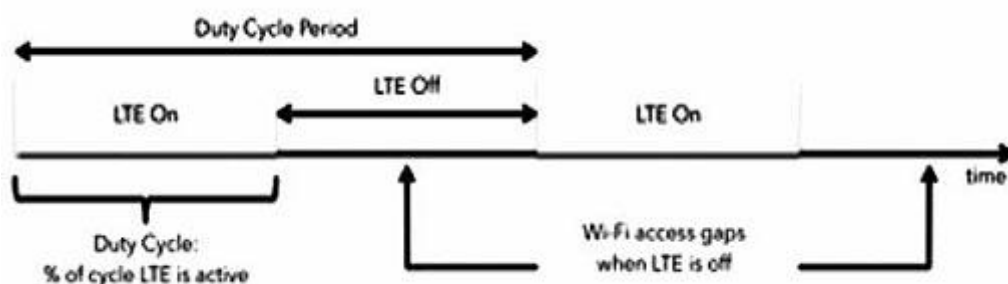 Duty Cycle Period
LTE Off
LTE On
LTE On
time
Duty Cycle:
% of cycle LTE is active
Wi-Fi access gaps
when LTE is off